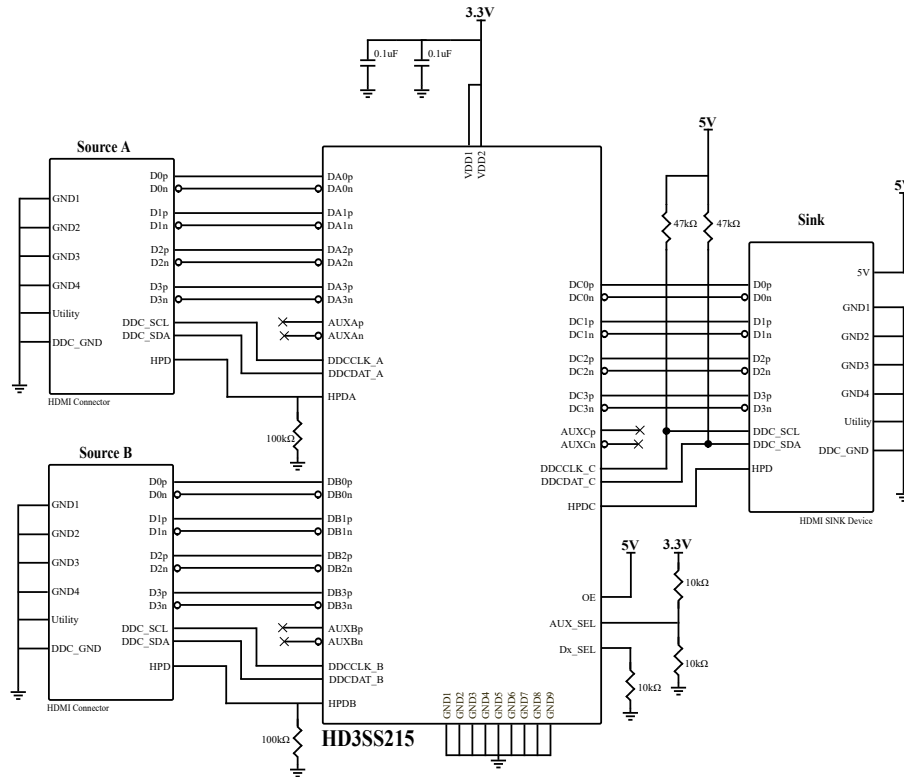 3.3V
0.1uF
0.1uF
VDD1
VDD2
5V
5V
47kΩ
47kΩ
Source A
GND1
GND2
GND3
GND4
Utility
DDC_GND
D0p
D0n
D1p
D1n
D2p
D2n
D3p
D3n
DDC_SCL
DDC_SDA
HPD
HDMI Connector
100kΩ
Source B
GND1
GND2
GND3
GND4
Utility
DDC_GND
D0p
D0n
D1p
D1n
D2p
D2n
D3p
D3n
DDC_SCL
DDC_SDA
HPD
HDMI Connector
100kΩ
DA0p
DA0n
DA1p
DA1n
DA2p
DA2n
DA3p
DA3n
AUXAp
AUXAn
DDCCLK_A
DDCDAT_A
HPDA
DB0p
DB0n
DB1p
DB1n
DB2p
DB2n
DB3p
DB3n
AUXBp
AUXBn
DDCCLK_B
DDCDAT_B
HPDB
HD3SS215
GND1
GND2
GND3
GND4
GND5
GND6
GND7
GND8
GND9
DC0p
DC0n
DC1p
DC1n
DC2p
DC2n
DC3p
DC3n
AUXCp
AUXCn
DDCCLK_C
DDCDAT_C
HPDC
OE
AUX_SEL
Dx_SEL
5V
3.3V
10kΩ
10kΩ
10kΩ
Sink
D0p
D0n
D1p
D1n
D2p
D2n
D3p
D3n
DDC_SCL
DDC_SDA
HPD
5V
GND1
GND2
GND3
GND4
Utility
DDC_GND
HDMI SINK Device